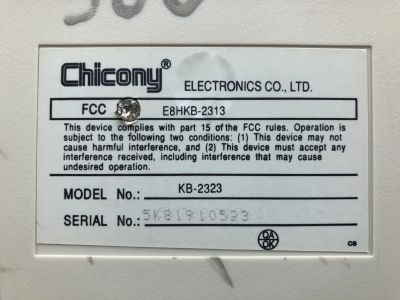 Chicony® ELECTRONICS CO., LTD.
FCC E8HKB-2313
This device complies with part 15 of the FCC rules. Operation is
subject to the following two conditions: (1) This device may not
cause harmful interference, and (2) This device must accept any
interference received, including interference that may cause
undesired operation.
MODEL No.: KB-2323
SERIAL No.: 5K81910523
QA
OK
CS